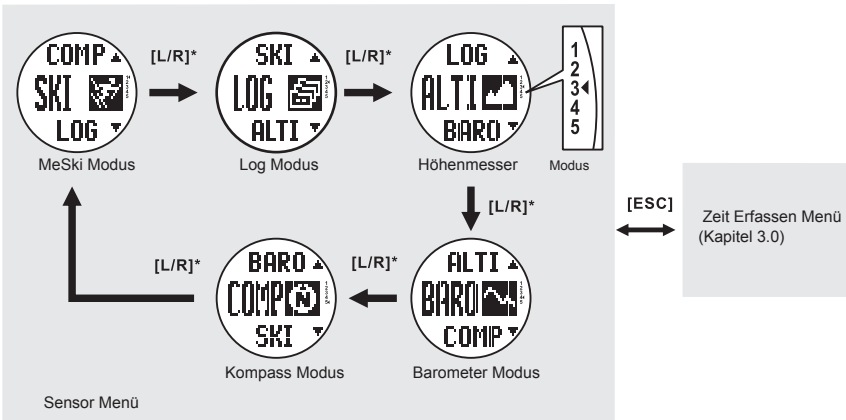 COMP ▲
SKI
LOG ▼
MeSki Modus
[L/R]*
SKI ▲
LOG
ALTI ▼
Log Modus
[L/R]*
LOG ▲
ALTI
BARO ▼
Höhenmesser
1
2
3
4
5
Modus
[L/R]*
ALTI ▲
BARO
COMP ▼
Barometer Modus
[L/R]*
BARO ▲
COMP N
SKI ▼
Kompass Modus
[L/R]*
Sensor Menü
[ESC]
Zeit Erfassen Menü
(Kapitel 3.0)